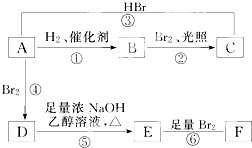 HBr
③
A H₂、催化剂 B Br₂、光照 C
① ②
Br₂ ④
D 足量浓 NaOH 乙醇溶液,△ E 足量 Br₂ F
⑤ ⑥